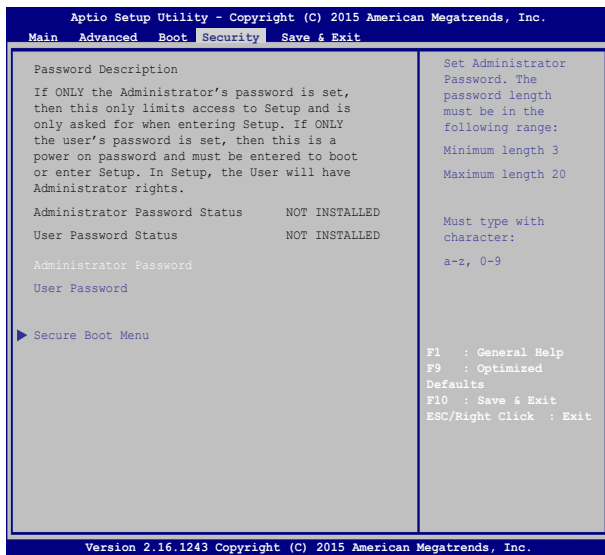 Aptio Setup Utility - Copyright (C) 2015 American Megatrends, Inc.
Main Advanced Boot Security Save & Exit
Password Description
If ONLY the Administrator's password is set,
then this only limits access to Setup and is
only asked for when entering Setup. If ONLY
the user's password is set, then this is a
power on password and must be entered to boot
or enter Setup. In Setup, the User will have
Administrator rights.
Administrator Password Status NOT INSTALLED
User Password Status NOT INSTALLED
Administrator Password
User Password
Secure Boot Menu
Set Administrator
Password. The
password length
must be in the
following range:
Minimum length 3
Maximum length 20
Must type with
character:
a-z, 0-9
F1 : General Help
F9 : Optimized
Defaults
F10 : Save & Exit
ESC/Right Click : Exit
Version 2.16.1243 Copyright (C) 2015 American Megatrends, Inc.